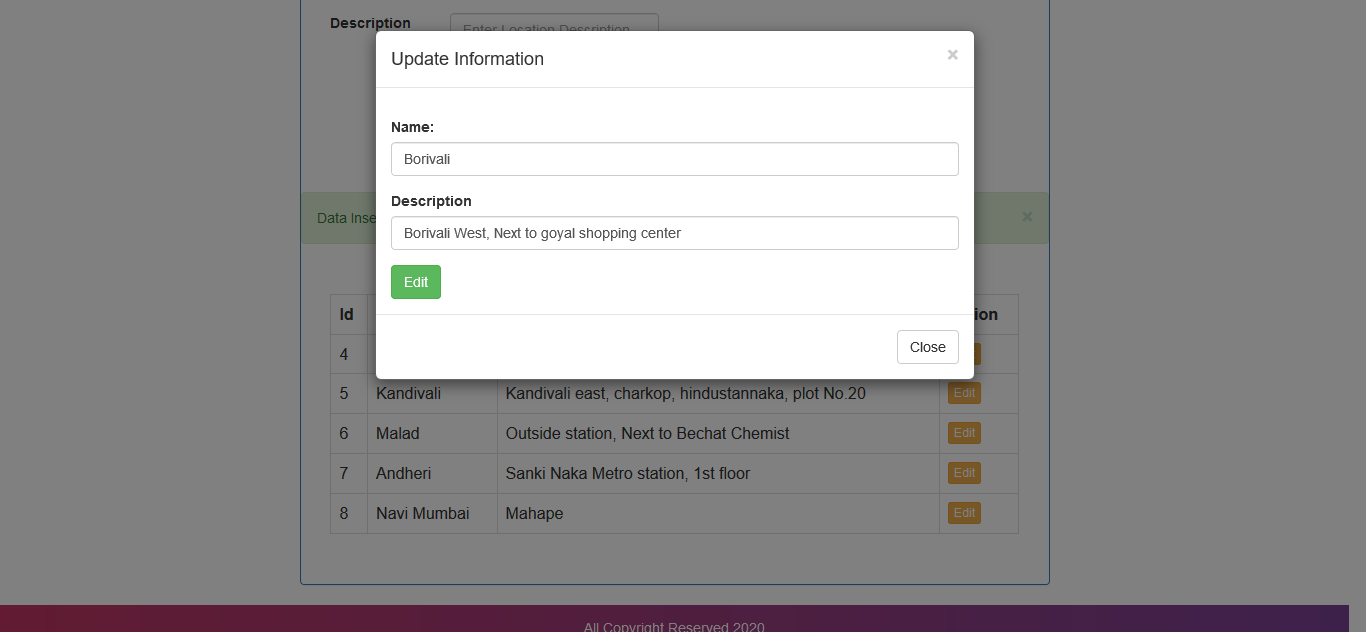 Description
Enter Location Description
Update Information
×
Name:
Borivali
Data Inse
×
Description
Borivali West, Next to goyal shopping center
Edit
Id
ion
4
Close
5 Kandivali Kandivali east, charkop, hindustannaka, plot No.20 Edit
6 Malad Outside station, Next to Bechat Chemist Edit
7 Andheri Sanki Naka Metro station, 1st floor Edit
8 Navi Mumbai Mahape Edit
All Copyright Reserved 2020